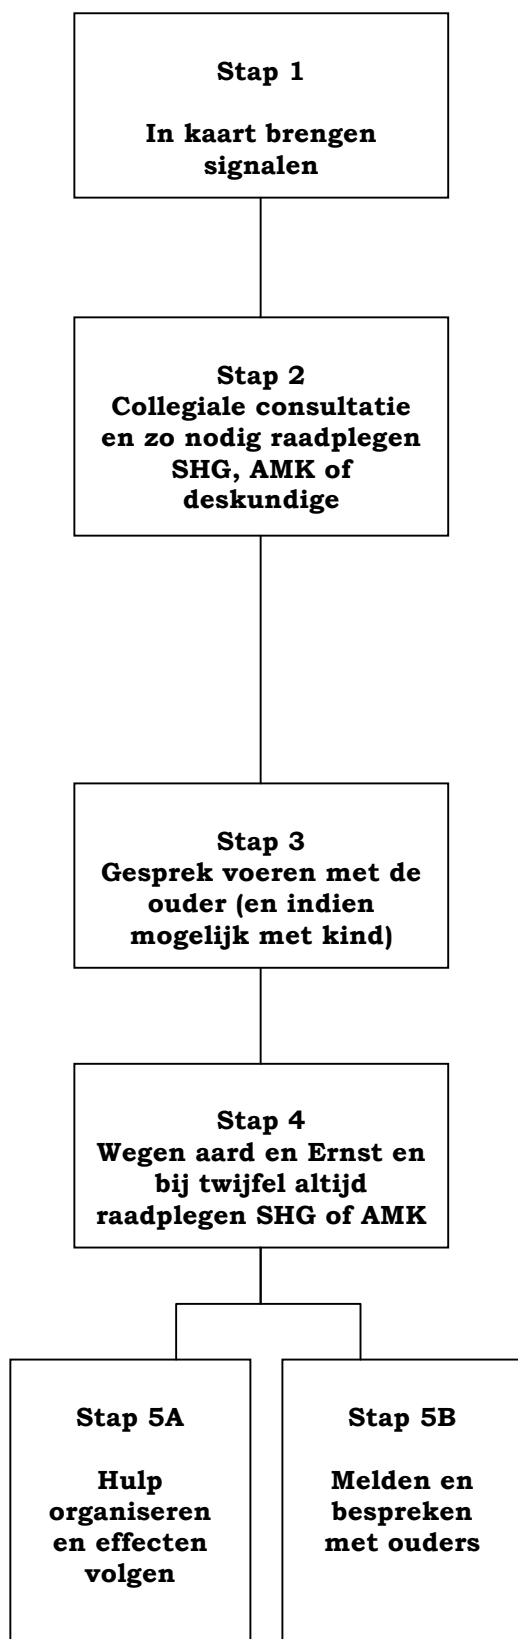 Stap 1
In kaart brengen
signalen
Stap 2
Collegiale consultatie
en zo nodig raadplegen
SHG, AMK of
deskundige
Stap 3
Gesprek voeren met de
ouder (en indien
mogelijk met kind)
Stap 4
Wegen aard en Ernst en
bij twijfel altijd
raadplegen SHG of AMK
Stap 5A
Hulp
organiseren
en effecten
volgen
Stap 5B
Melden en
bespreken
met ouders